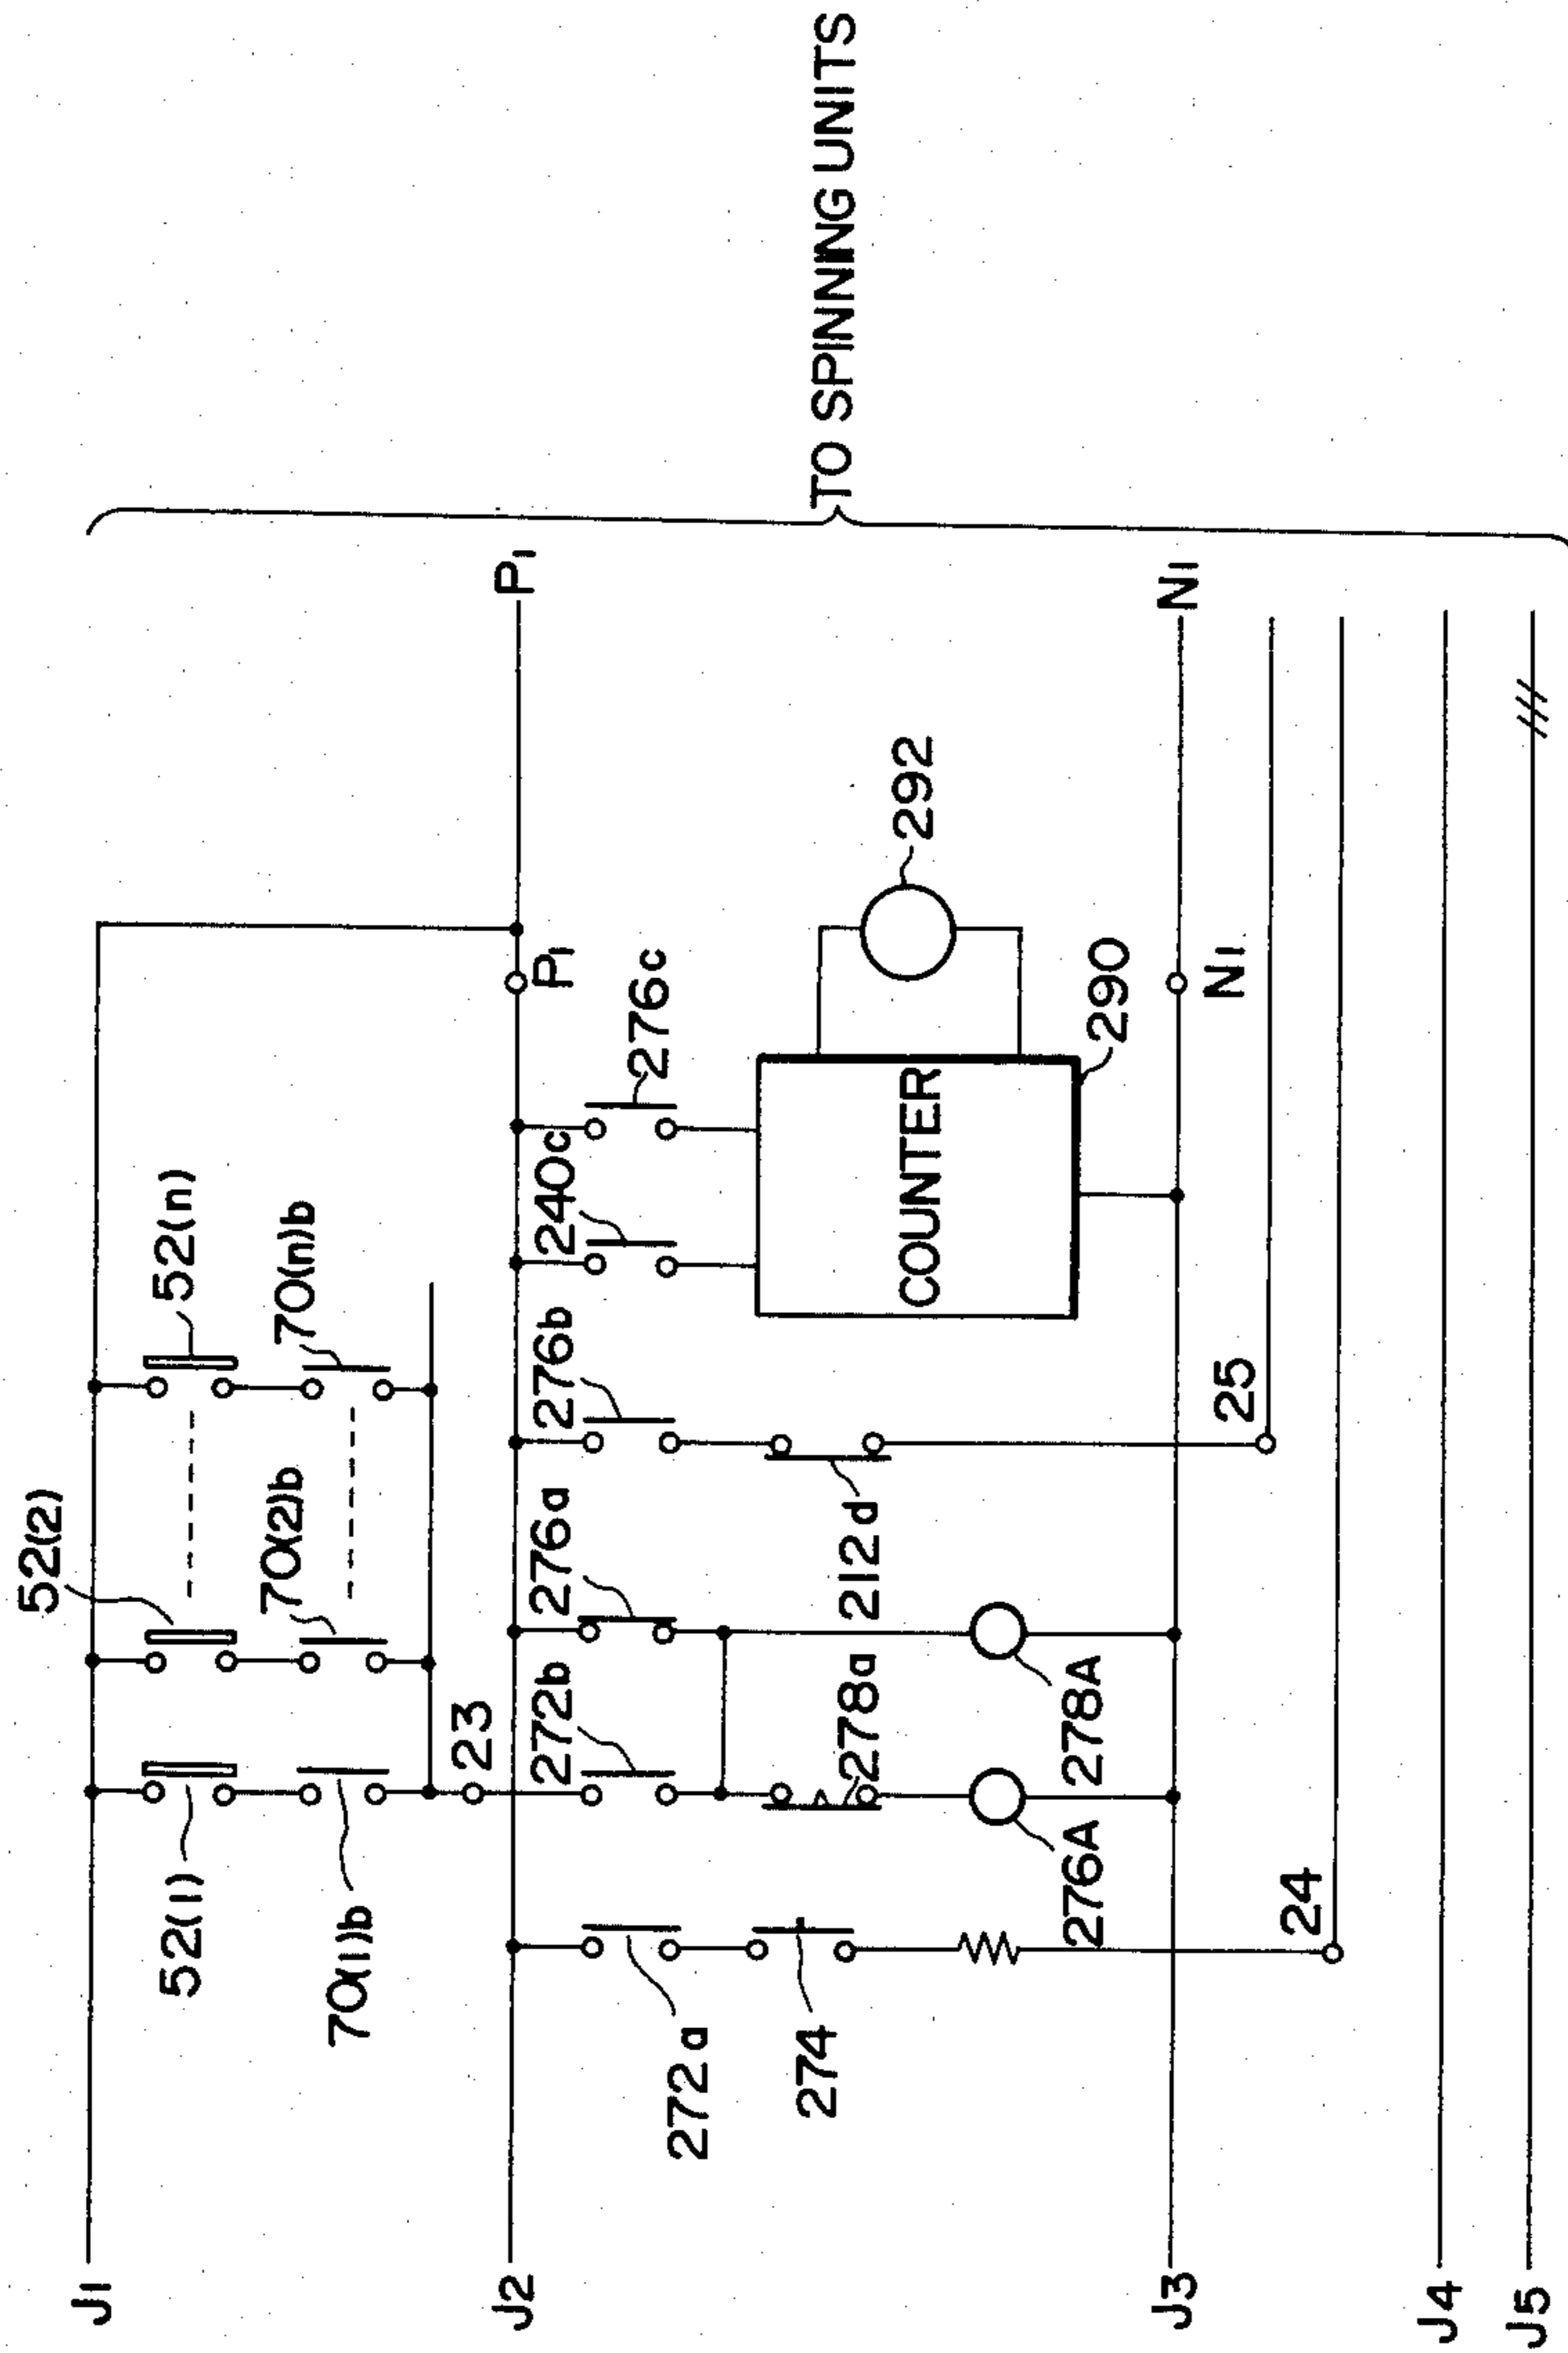 J1
52(1)
52(2)
52(n)
70(1)b
70(2)b
70(n)b
23
J2
P1
P1
272a
272b
276a
276b
240c
276c
274
278a
212d
COUNTER
292
290
276A
278A
J3
N1
N1
24
25
J4
J5
TO SPINNING UNITS